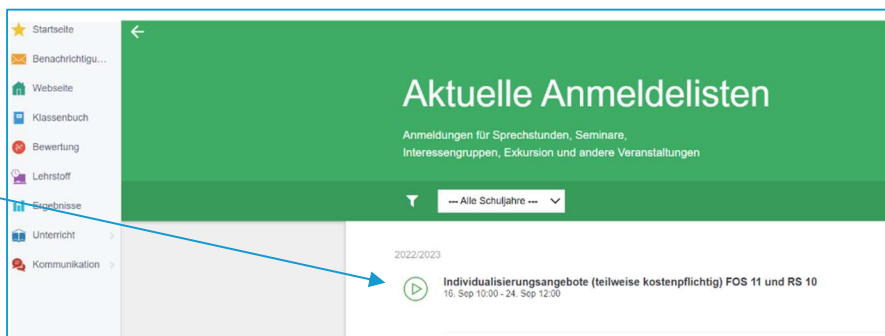 Startseite
Benachrichtigu...
Webseite
Klassenbuch
Bewertung
Lehrstoff
Ergebnisse
Unterricht
Kommunikation
Aktuelle Anmeldelisten
Anmeldungen für Sprechstunden, Seminare,
Interessengruppen, Exkursion und andere Veranstaltungen
--- Alle Schuljahre ---
2022/2023
Individualisierungsangebote (teilweise kostenpflichtig) FOS 11 und RS 10
16. Sep 10:00 - 24. Sep 12:00